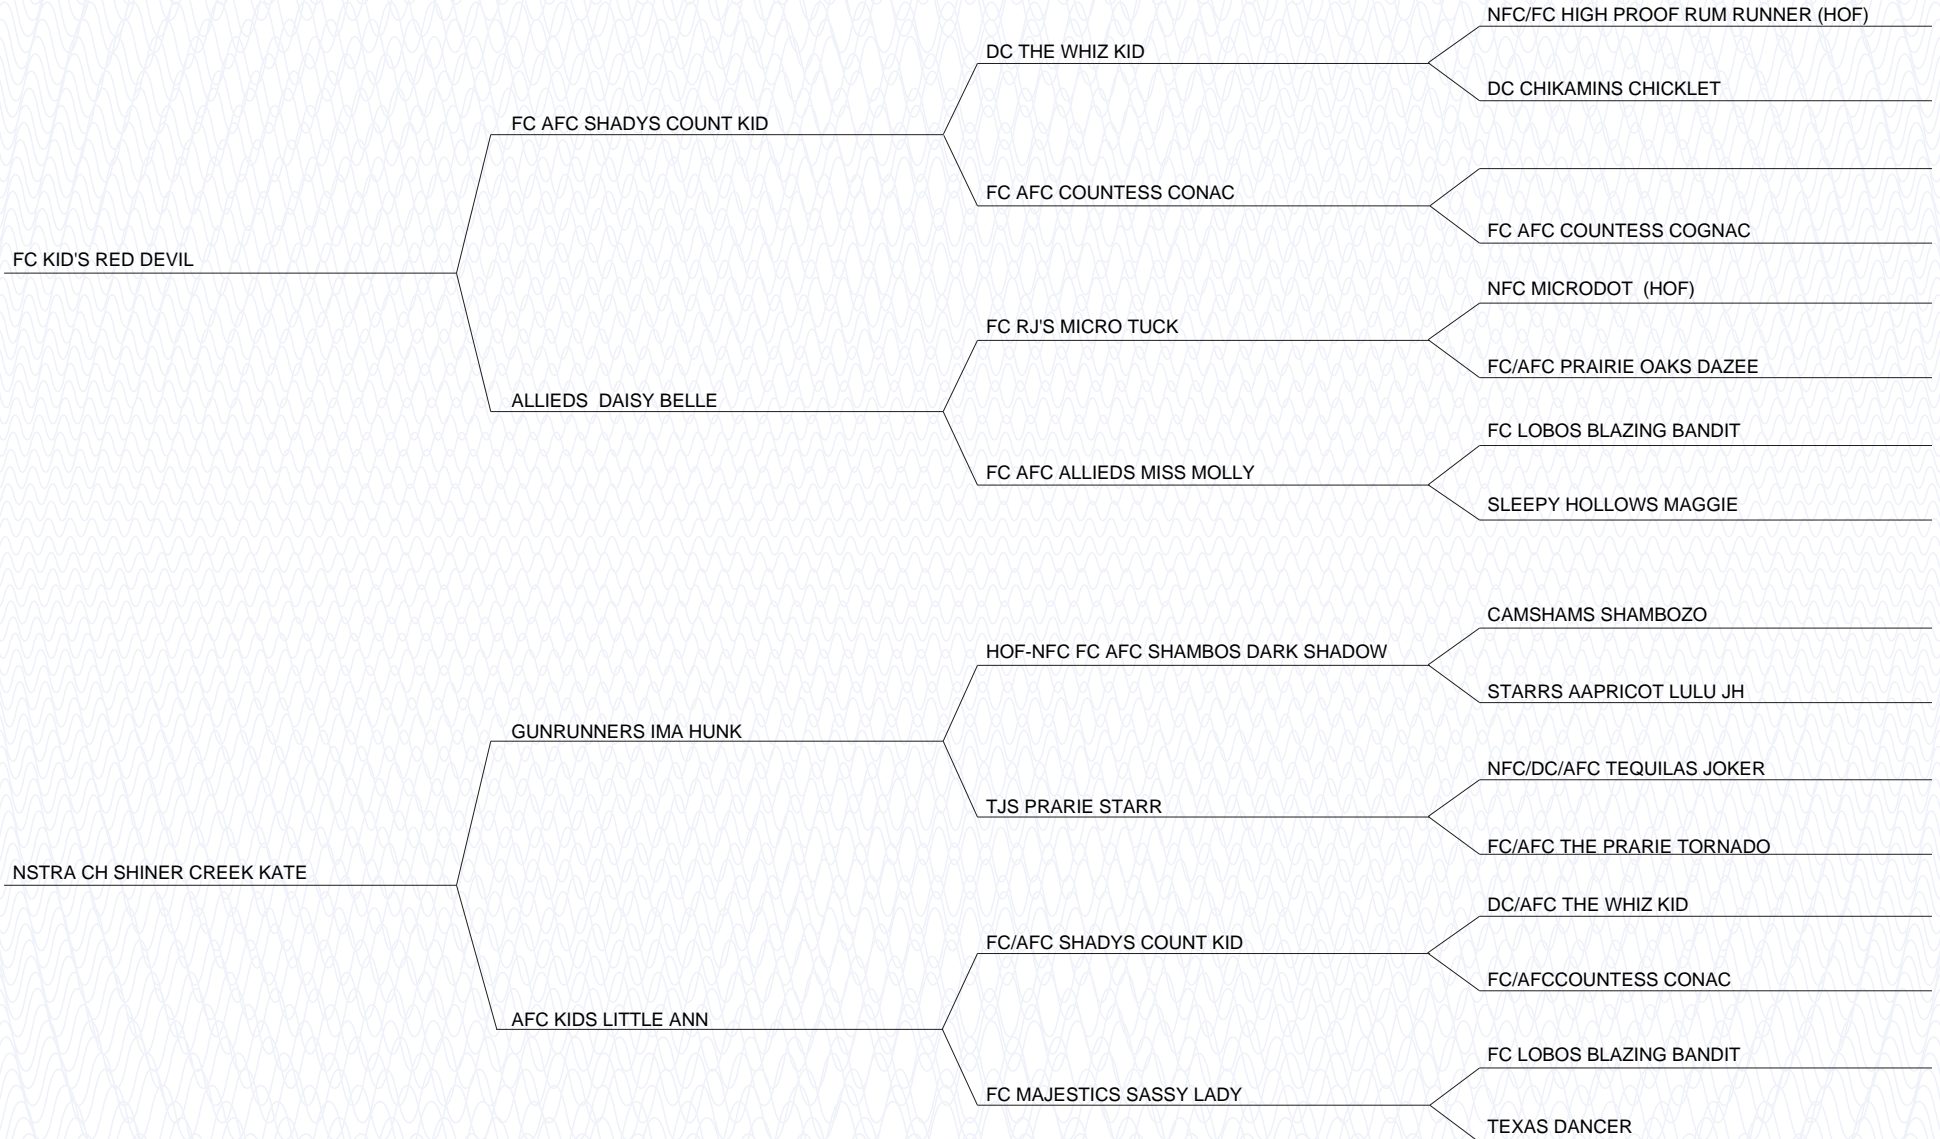 NFC/FC HIGH PROOF RUM RUNNER (HOF)
DC THE WHIZ KID
DC CHIKAMINS CHICKLET
FC AFC SHADYS COUNT KID
FC AFC COUNTESS CONAC
FC AFC COUNTESS COGNAC
FC KID'S RED DEVIL
NFC MICRODOT  (HOF)
FC RJ'S MICRO TUCK
FC/AFC PRAIRIE OAKS DAZEE
ALLIEDS  DAISY BELLE
FC LOBOS BLAZING BANDIT
FC AFC ALLIEDS MISS MOLLY
SLEEPY HOLLOWS MAGGIE
CAMSHAMS SHAMBOZO
HOF-NFC FC AFC SHAMBOS DARK SHADOW
STARRS AAPRICOT LULU JH
GUNRUNNERS IMA HUNK
NFC/DC/AFC TEQUILAS JOKER
TJS PRARIE STARR
FC/AFC THE PRARIE TORNADO
NSTRA CH SHINER CREEK KATE
DC/AFC THE WHIZ KID
FC/AFC SHADYS COUNT KID
FC/AFCCOUNTESS CONAC
AFC KIDS LITTLE ANN
FC LOBOS BLAZING BANDIT
FC MAJESTICS SASSY LADY
TEXAS DANCER